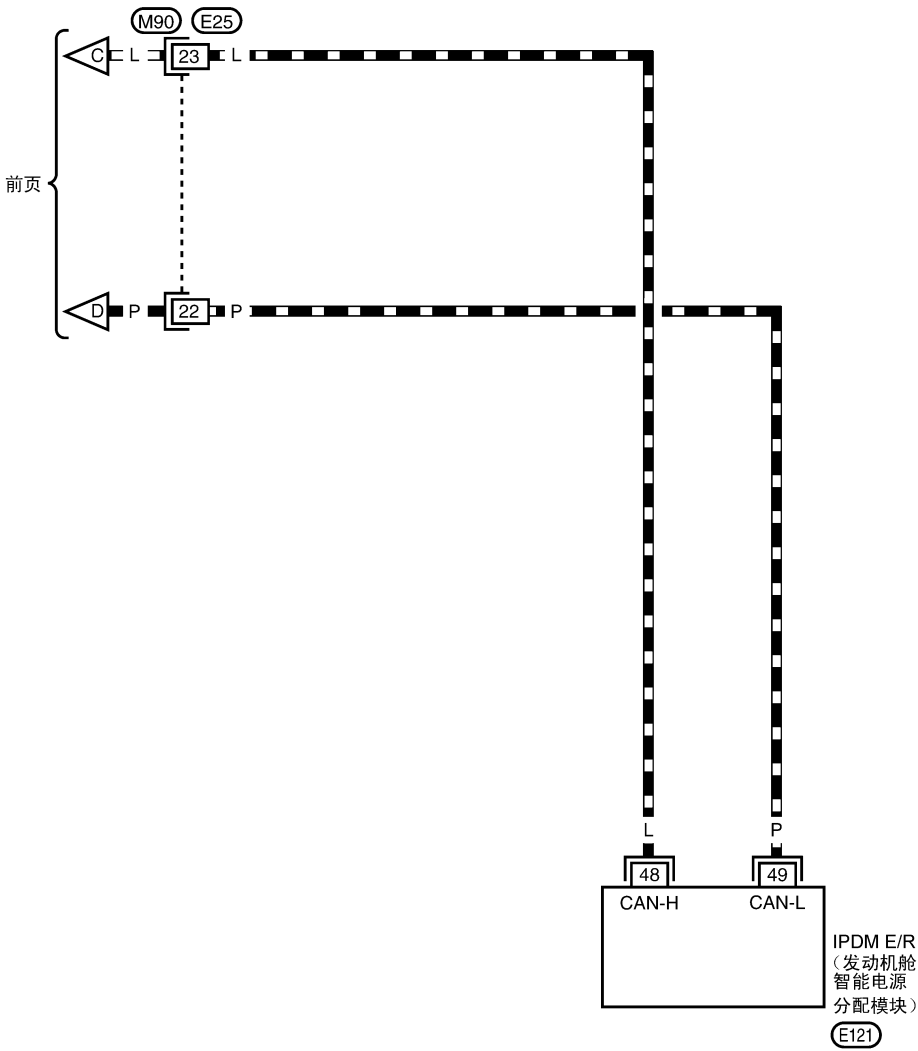 M90 E25
C L 23 L
前页
D P 22 P
L P
48 49
CAN-H CAN-L
IPDM E/R
（发动机舱
智能电源
分配模块）
E121